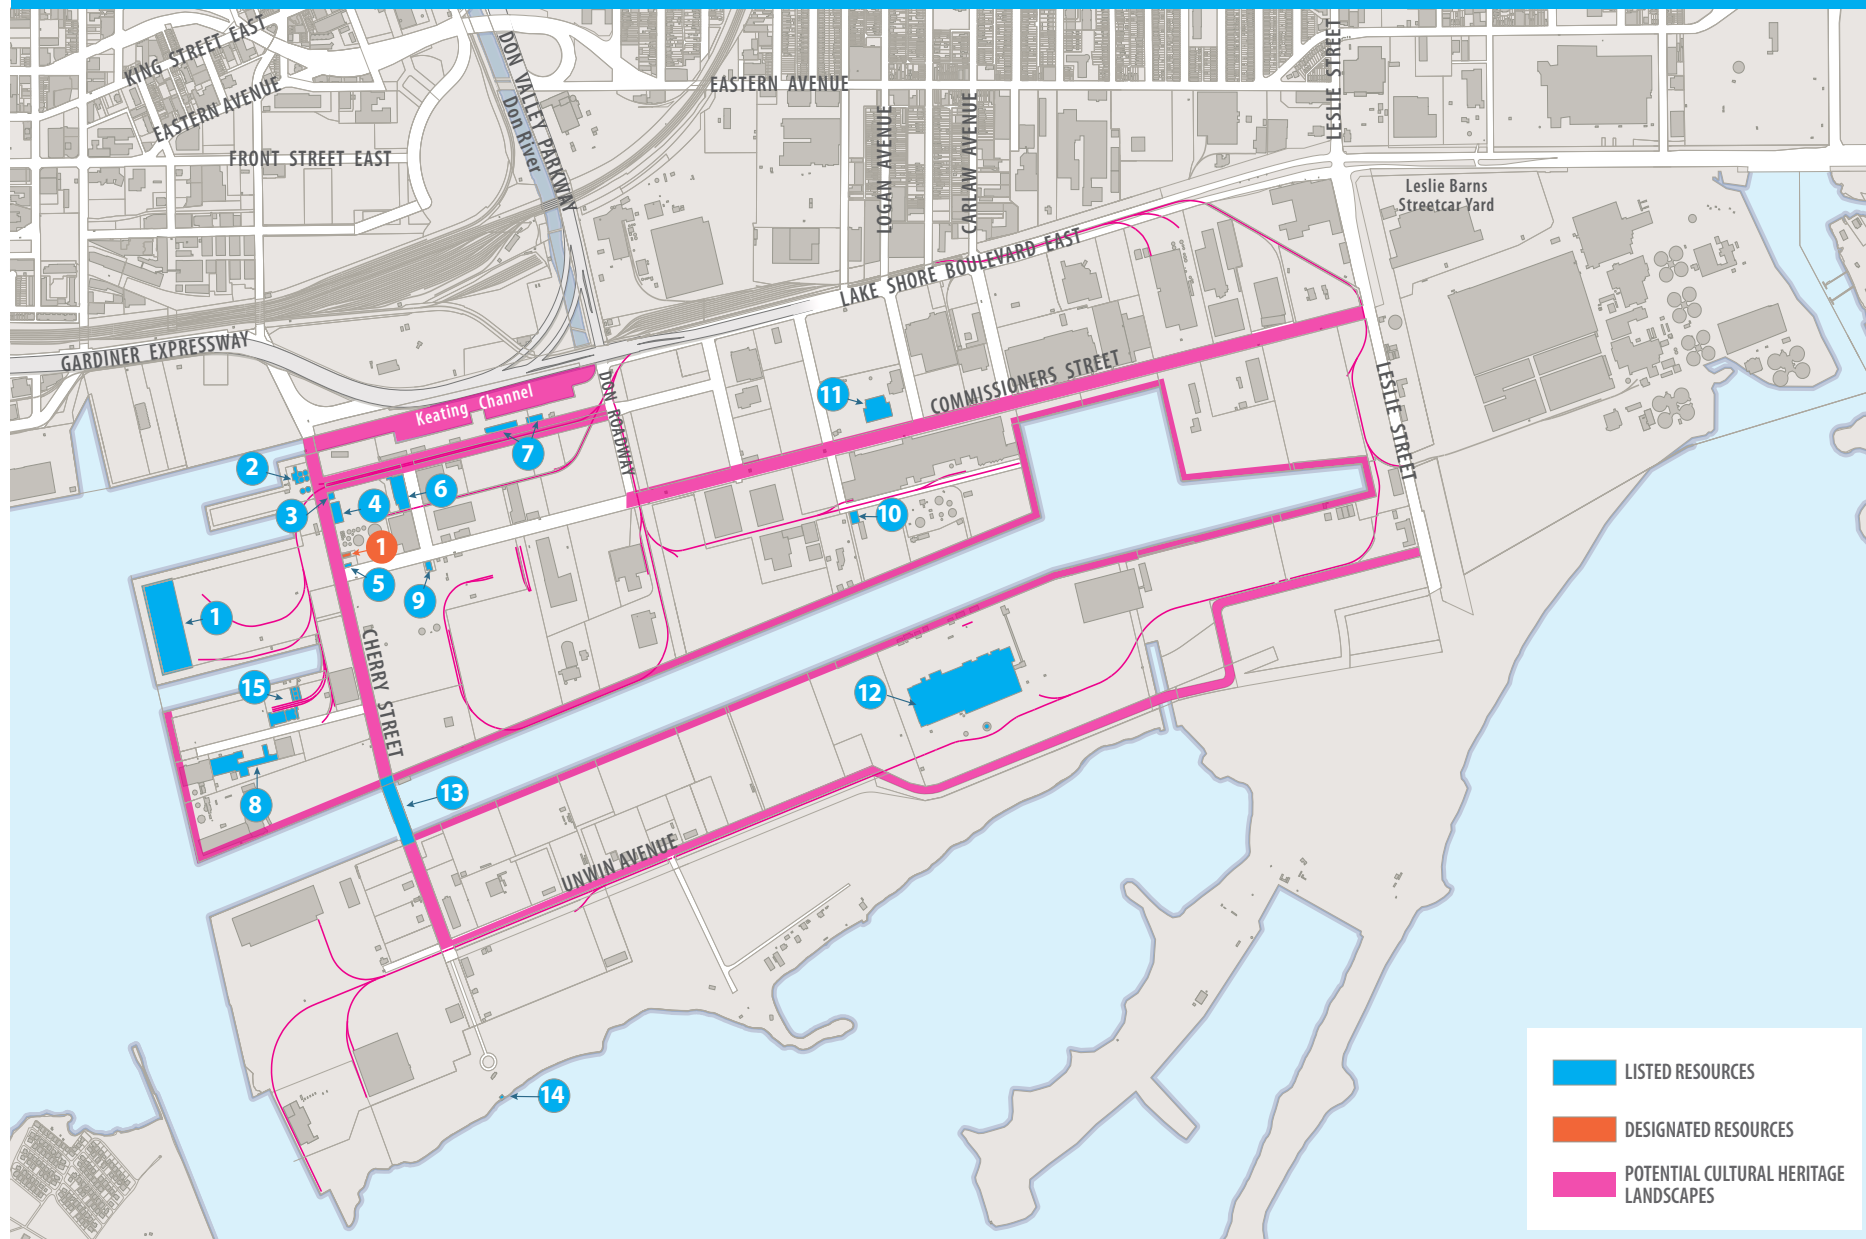 KING STREET EAST
EASTERN AVENUE
FRONT STREET EAST
DON VALLEY PARKWAY
Don River
EASTERN AVENUE
LOGAN AVENUE
CARLAW AVENUE
LESLIE STREET
Leslie Barns
Streetcar Yard
LAKE SHORE BOULEVARD EAST
GARDINER EXPRESSWAY
Keating Channel
DON ROADWAY
COMMISSIONERS STREET
LESLIE STREET
11
2
7
6
3
4
10
1
5
9
1
CHERRY STREET
15
12
8
13
UNWIN AVENUE
14
LISTED RESOURCES
DESIGNATED RESOURCES
POTENTIAL CULTURAL HERITAGE
LANDSCAPES